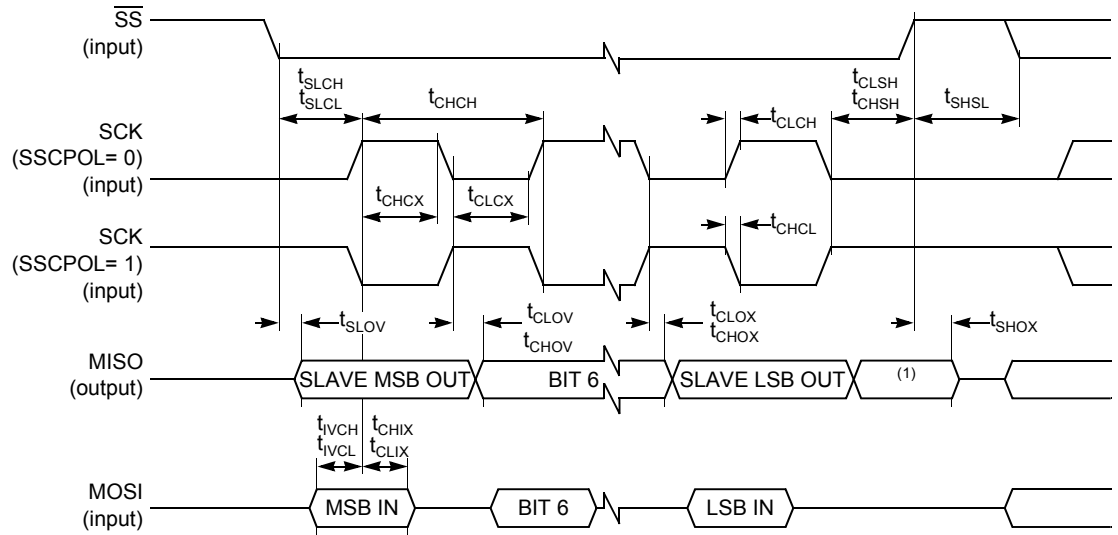 SS
(input)
tSLCH
tSLCL
tCHCH
tCLSH
tCHSH
tSHSL
tCLCH
SCK
(SSCPOL= 0)
(input)
tCHCX
tCLCX
tCHCL
SCK
(SSCPOL= 1)
(input)
tSLOV
tCLOV
tCHOV
tCLOX
tCHOX
tSHOX
MISO
(output)
SLAVE MSB OUT
BIT 6
SLAVE LSB OUT
(1)
tIVCH
tIVCL
tCHIX
tCLIX
MOSI
(input)
MSB IN
BIT 6
LSB IN